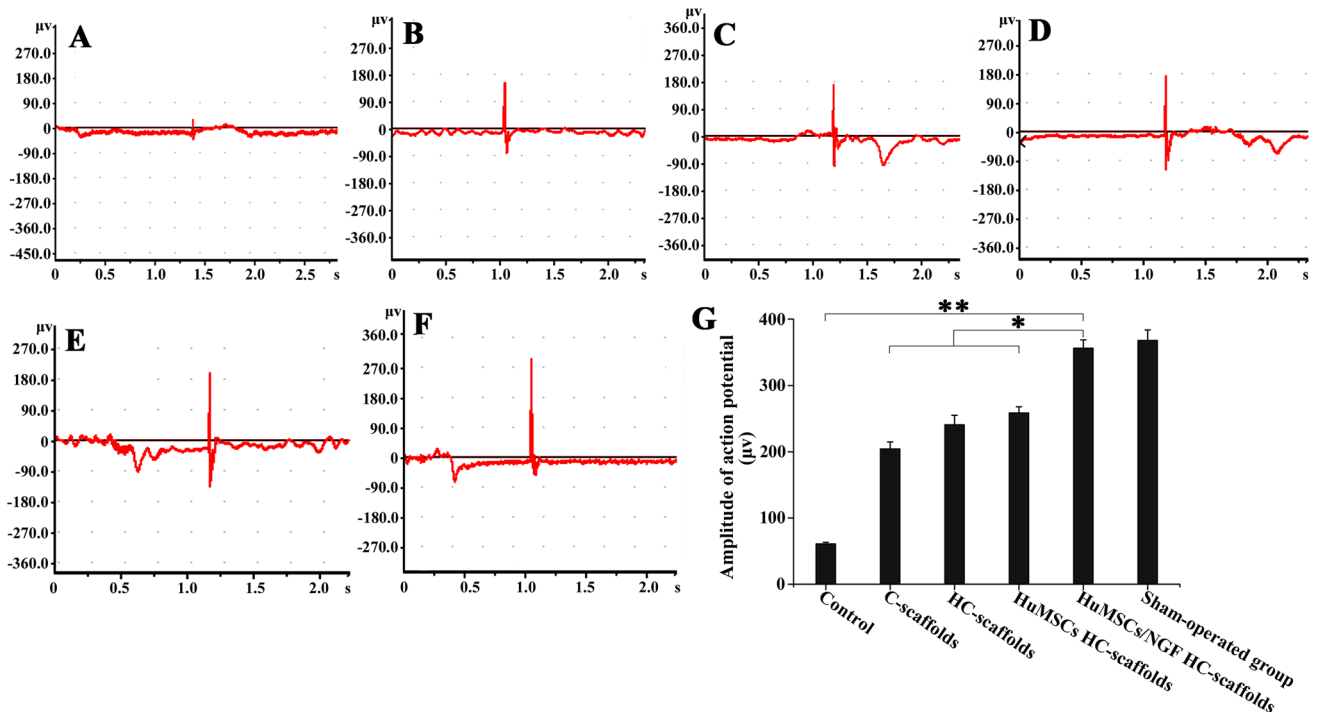 A
μv
270.0
180.0
90.0
0
-90.0
-180.0
-270.0
-360.0
-450.0
0 0.5 1.0 1.5 2.0 2.5 s
B
μv
270.0
180.0
90.0
0
-90.0
-180.0
-270.0
-360.0
0 0.5 1.0 1.5 2.0 s
C
μv
360.0
270.0
180.0
90.0
0
-90.0
-180.0
-270.0
-360.0
0 0.5 1.0 1.5 2.0 s
D
μv
270.0
180.0
90.0
0
-90.0
-180.0
-270.0
-360.0
0 0.5 1.0 1.5 2.0 s
E
μv
270.0
180.0
90.0
0
-90.0
-180.0
-270.0
-360.0
0 0.5 1.0 1.5 2.0 s
F
μv
360.0
270.0
180.0
90.0
0
-90.0
-180.0
-270.0
0 0.5 1.0 1.5 2.0 s
G
**
*
Amplitude of action potential
(μv)
400
300
200
100
0
Control
C-scaffolds
HC-scaffolds
HuMSCs HC-scaffolds
HuMSCs/NGF HC-scaffolds
Sham-operated group